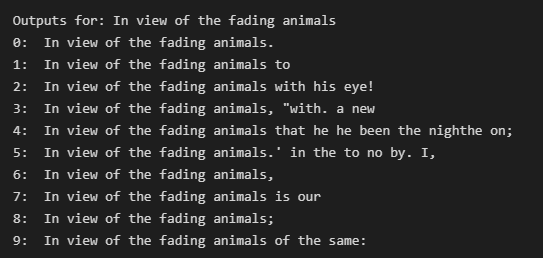 Outputs for: In view of the fading animals
0:  In view of the fading animals.
1:  In view of the fading animals to
2:  In view of the fading animals with his eye!
3:  In view of the fading animals, "with. a new
4:  In view of the fading animals that he he been the nighthe on;
5:  In view of the fading animals.' in the to no by. I,
6:  In view of the fading animals,
7:  In view of the fading animals is our
8:  In view of the fading animals;
9:  In view of the fading animals of the same: